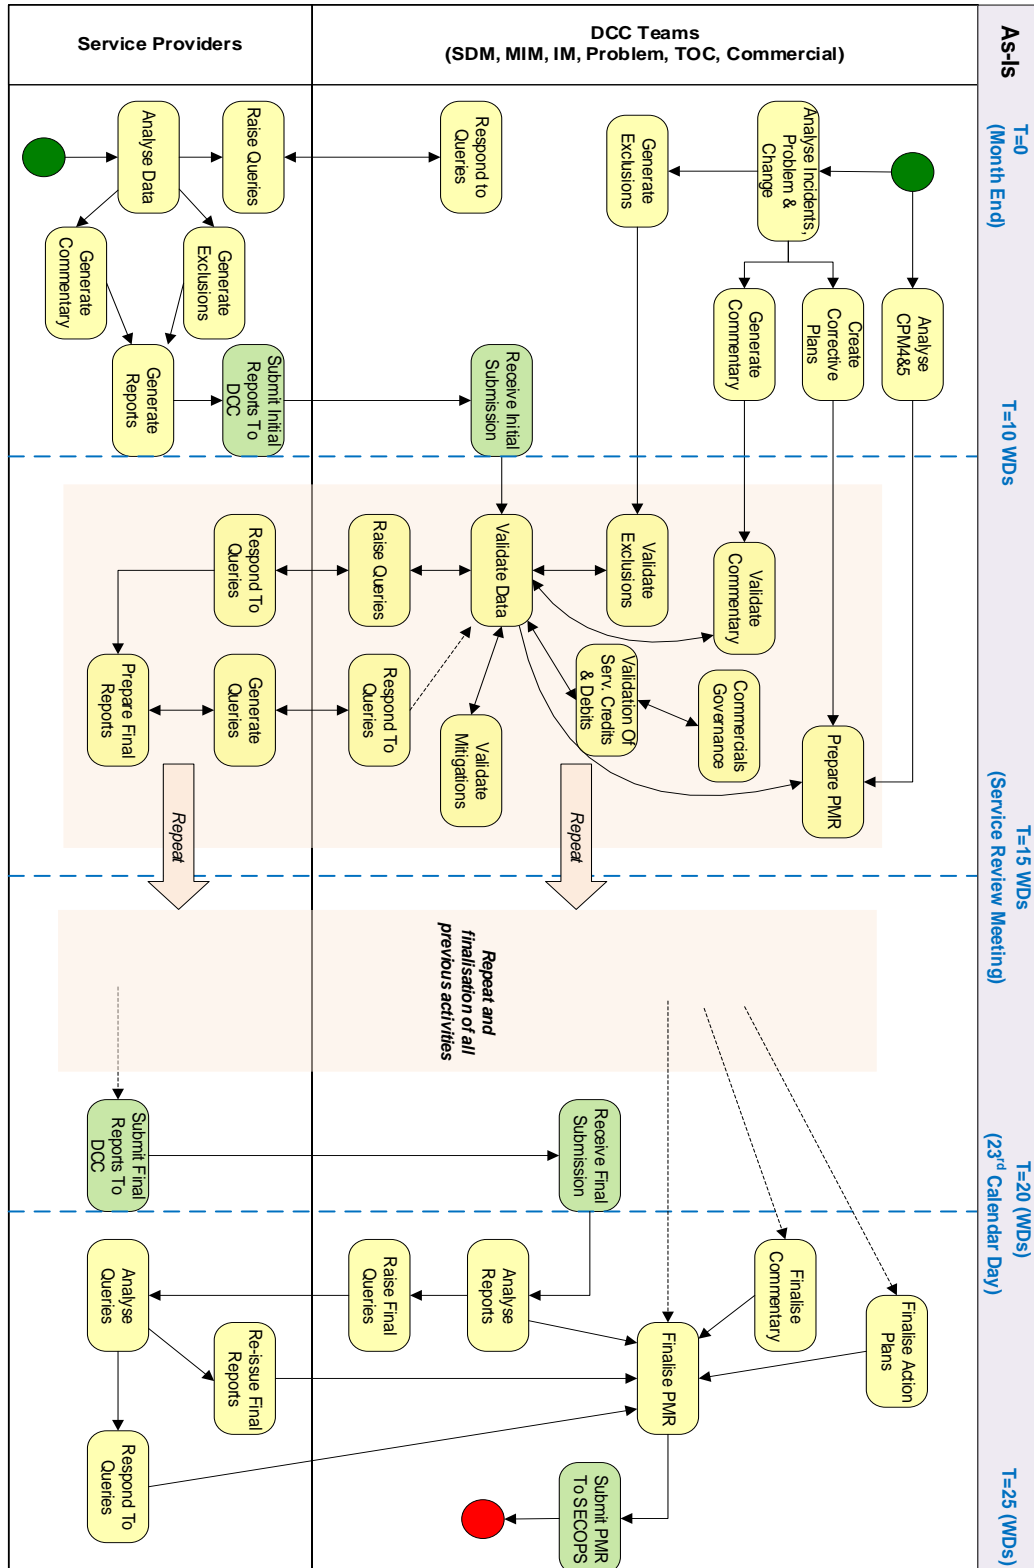 As-Is
T=0
(Month End)
T=10 WDs
T=15 WDs
(Service Review Meeting)
T=20 (WDs)
(23rd Calendar Day)
T=25 (WDs)
DCC Teams
(SDM, MIM, IM, Problem, TOC, Commercial)
Analyse Incidents,
Problem &
Change
Analyse
CPM4&5
Create
Corrective
Plans
Generate
Commentary
Generate
Exclusions
Respond to
Queries
Receive Initial
Submission
Prepare PMR
Commercials
Governance
Validate
Commentary
Validation Of
Serv. Credits
& Debits
Validate
Exclusions
Validate Data
Validate
Mitigations
Raise Queries
Respond To
Queries
Repeat
Repeat and
finalisation of all
previous activities
Receive Final
Submission
Finalise Action
Plans
Finalise
Commentary
Finalise PMR
Analyse
Reports
Raise Final
Queries
Submit PMR
To SECOPS
Service Providers
Raise Queries
Analyse Data
Generate
Exclusions
Generate
Commentary
Submit Initial
Reports To
DCC
Generate
Reports
Respond To
Queries
Generate
Queries
Prepare Final
Reports
Repeat
Submit Final
Reports To
DCC
Analyse
Queries
Re-issue Final
Reports
Respond To
Queries